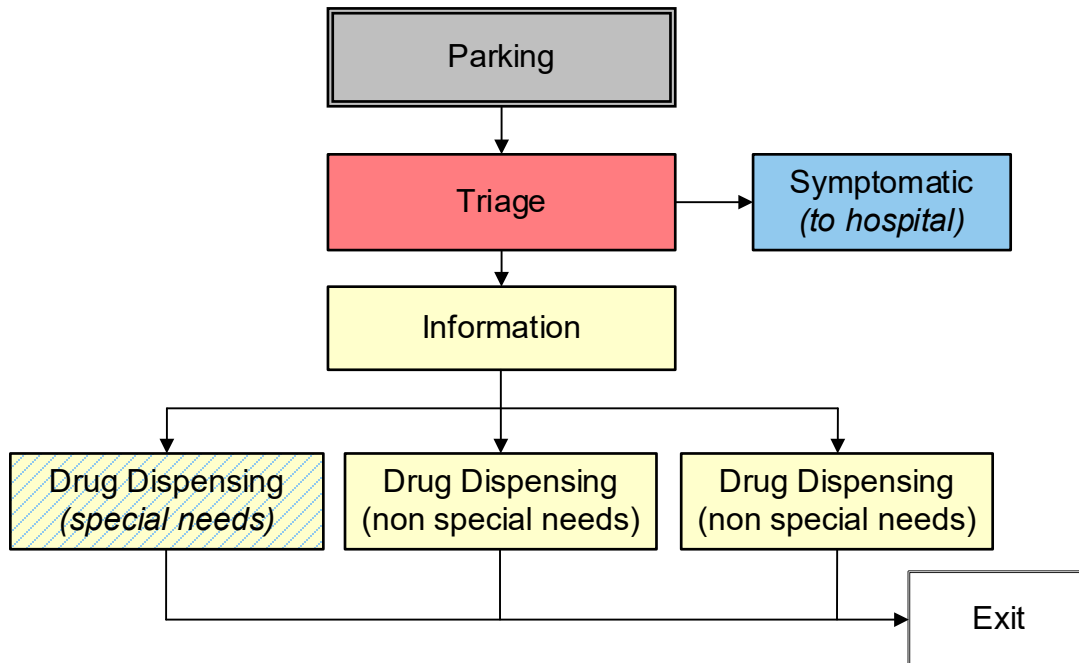 Parking
Triage
Symptomatic
(to hospital)
Information
Drug Dispensing
(special needs)
Drug Dispensing
(non special needs)
Drug Dispensing
(non special needs)
Exit